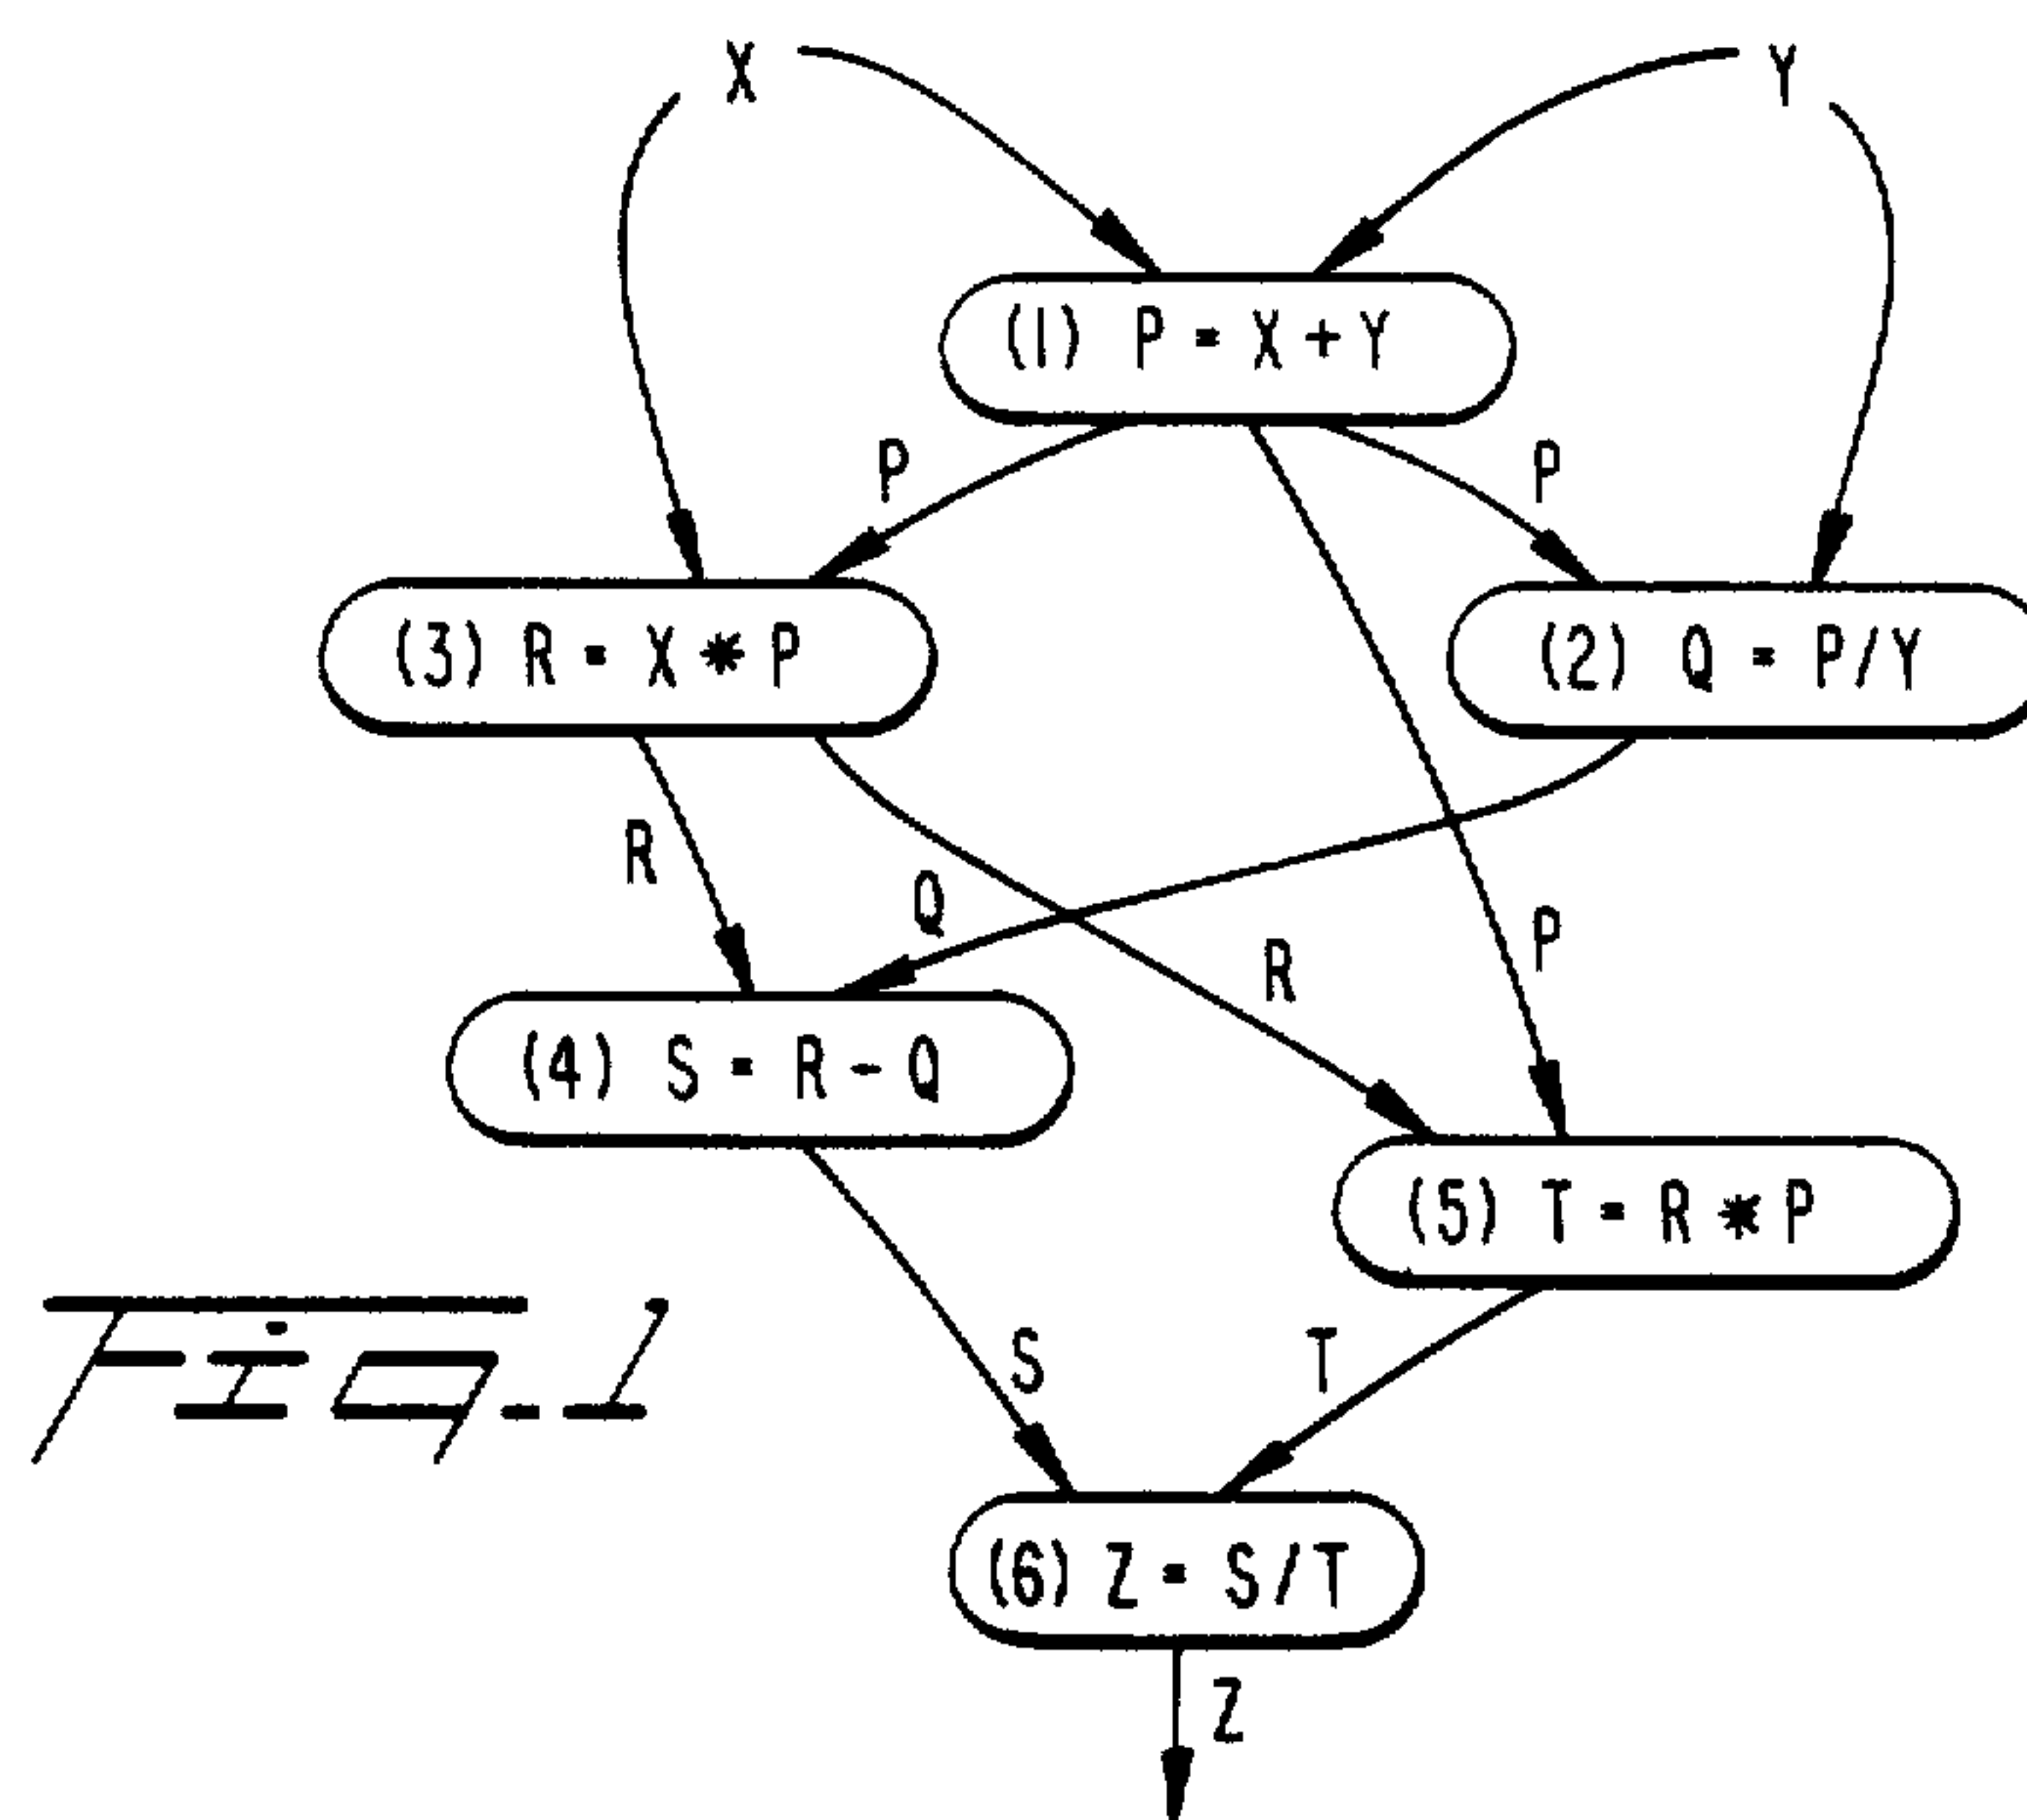 X
Y
(1) P = X + Y
P
P
(3) R = X * P
(2) Q = P/Y
R
Q
R
P
(4) S = R - Q
(5) T = R * P
Fig-1
S
T
(6) Z = S/T
Z